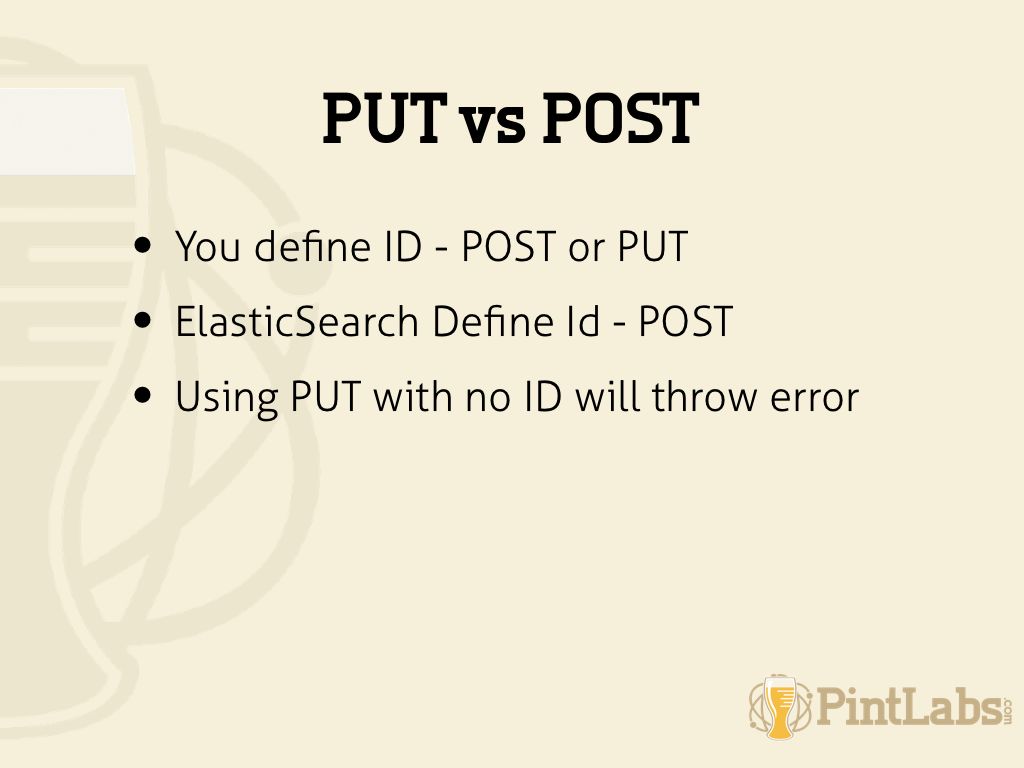 PUT vs POST
• You define ID - POST or PUT
• ElasticSearch Define Id - POST
• Using PUT with no ID will throw error
PintLabs.com